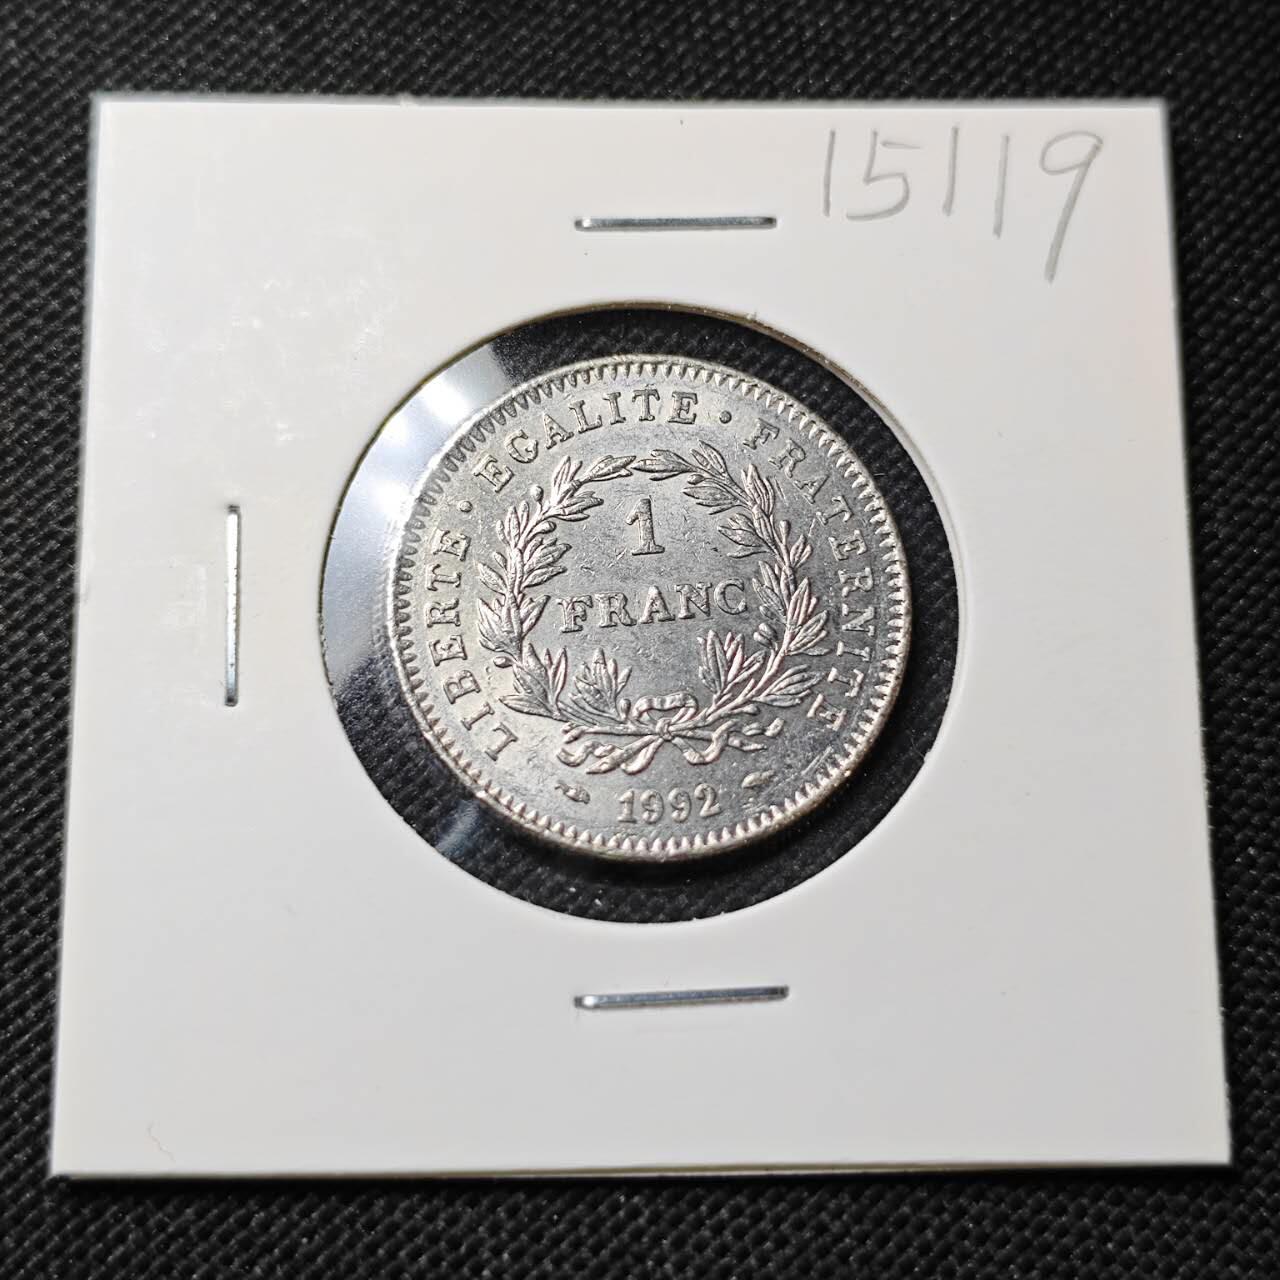 15119
LIBERTE · EGALITE · FRATERNITE
1
FRANC
1992